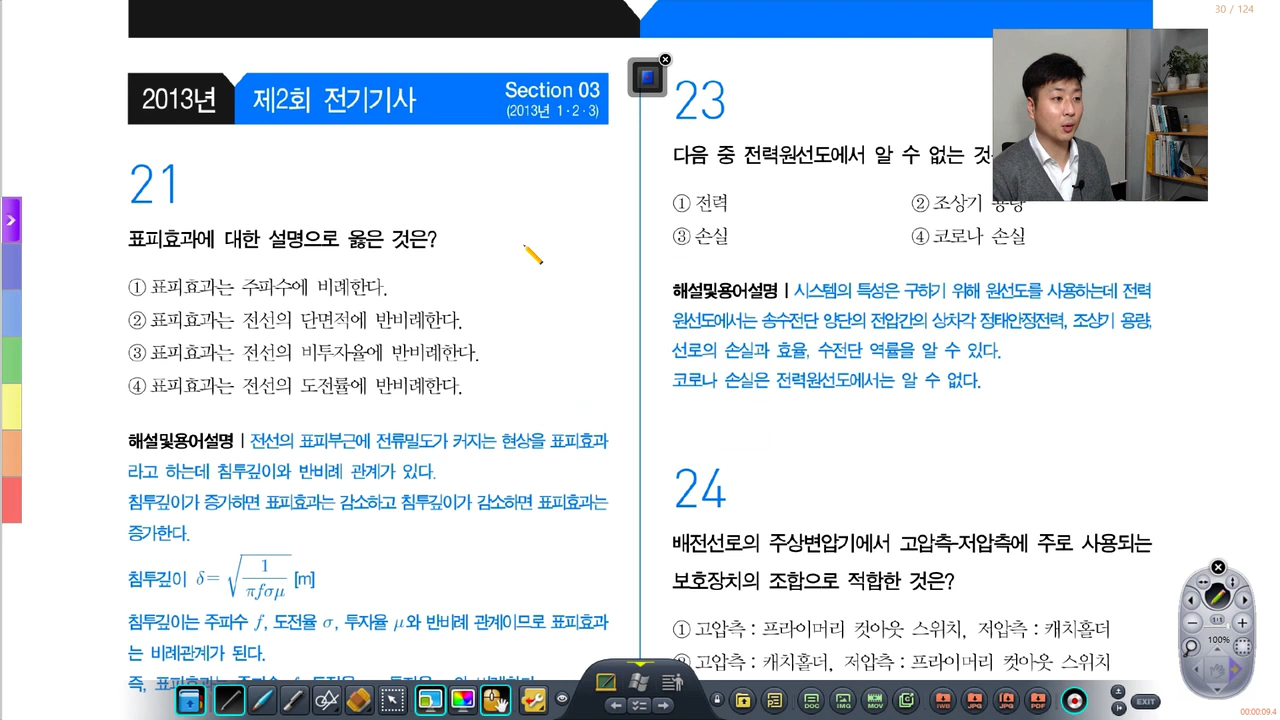 30 / 124
2013년 제2회 전기기사 Section 03
(2013년 1·2·3)
21
표피효과에 대한 설명으로 옳은 것은?
① 표피효과는 주파수에 비례한다.
② 표피효과는 전선의 단면적에 반비례한다.
③ 표피효과는 전선의 비투자율에 반비례한다.
④ 표피효과는 전선의 도전률에 반비례한다.
해설및용어설명 | 전선의 표피부근에 전류밀도가 커지는 현상을 표피효과
라고 하는데 침투깊이와 반비례 관계가 있다.
침투깊이가 증가하면 표피효과는 감소하고 침투깊이가 감소하면 표피효과는
증가한다.
침투깊이 δ = √(1/πfσμ) [m]
침투깊이는 주파수 f, 도전율 σ, 투자율 μ와 반비례 관계이므로 표피효과
는 비례관계가 된다.
23
다음 중 전력원선도에서 알 수 없는
① 전력 ② 조상기 용량
③ 손실 ④ 코로나 손실
해설및용어설명 | 시스템의 특성은 구하기 위해 원선도를 사용하는데 전력
원선도에서는 송수전단 양단의 전압간의 상차각 정태안정전력, 조상기 용량,
선로의 손실과 효율, 수전단 역률을 알 수 있다.
코로나 손실은 전력원선도에서는 알 수 없다.
24
배전선로의 주상변압기에서 고압측-저압측에 주로 사용되는
보호장치의 조합으로 적합한 것은?
① 고압측 : 프라이머리 컷아웃 스위치, 저압측 : 캐치홀더
② 고압측 : 캐치홀더, 저압측 : 프라이머리 컷아웃 스위치
1:1
100%
DOC
IMG
MOV
IWB
JPG
JPG
PDF
EXIT
00:00:09.4